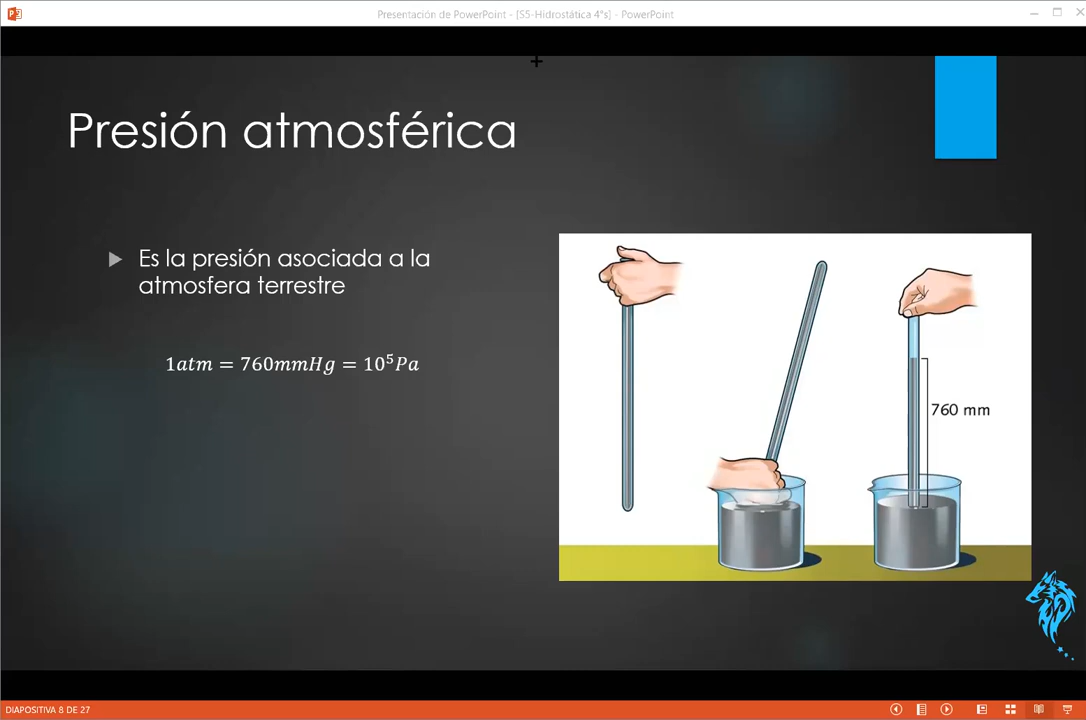 Presentación de PowerPoint - [S5-Hidrostática 4°s] - PowerPoint
Presión atmosférica
Es la presión asociada a la
atmosfera terrestre
1atm = 760mmHg = 10⁵Pa
760 mm
DIAPOSITIVA 8 DE 27